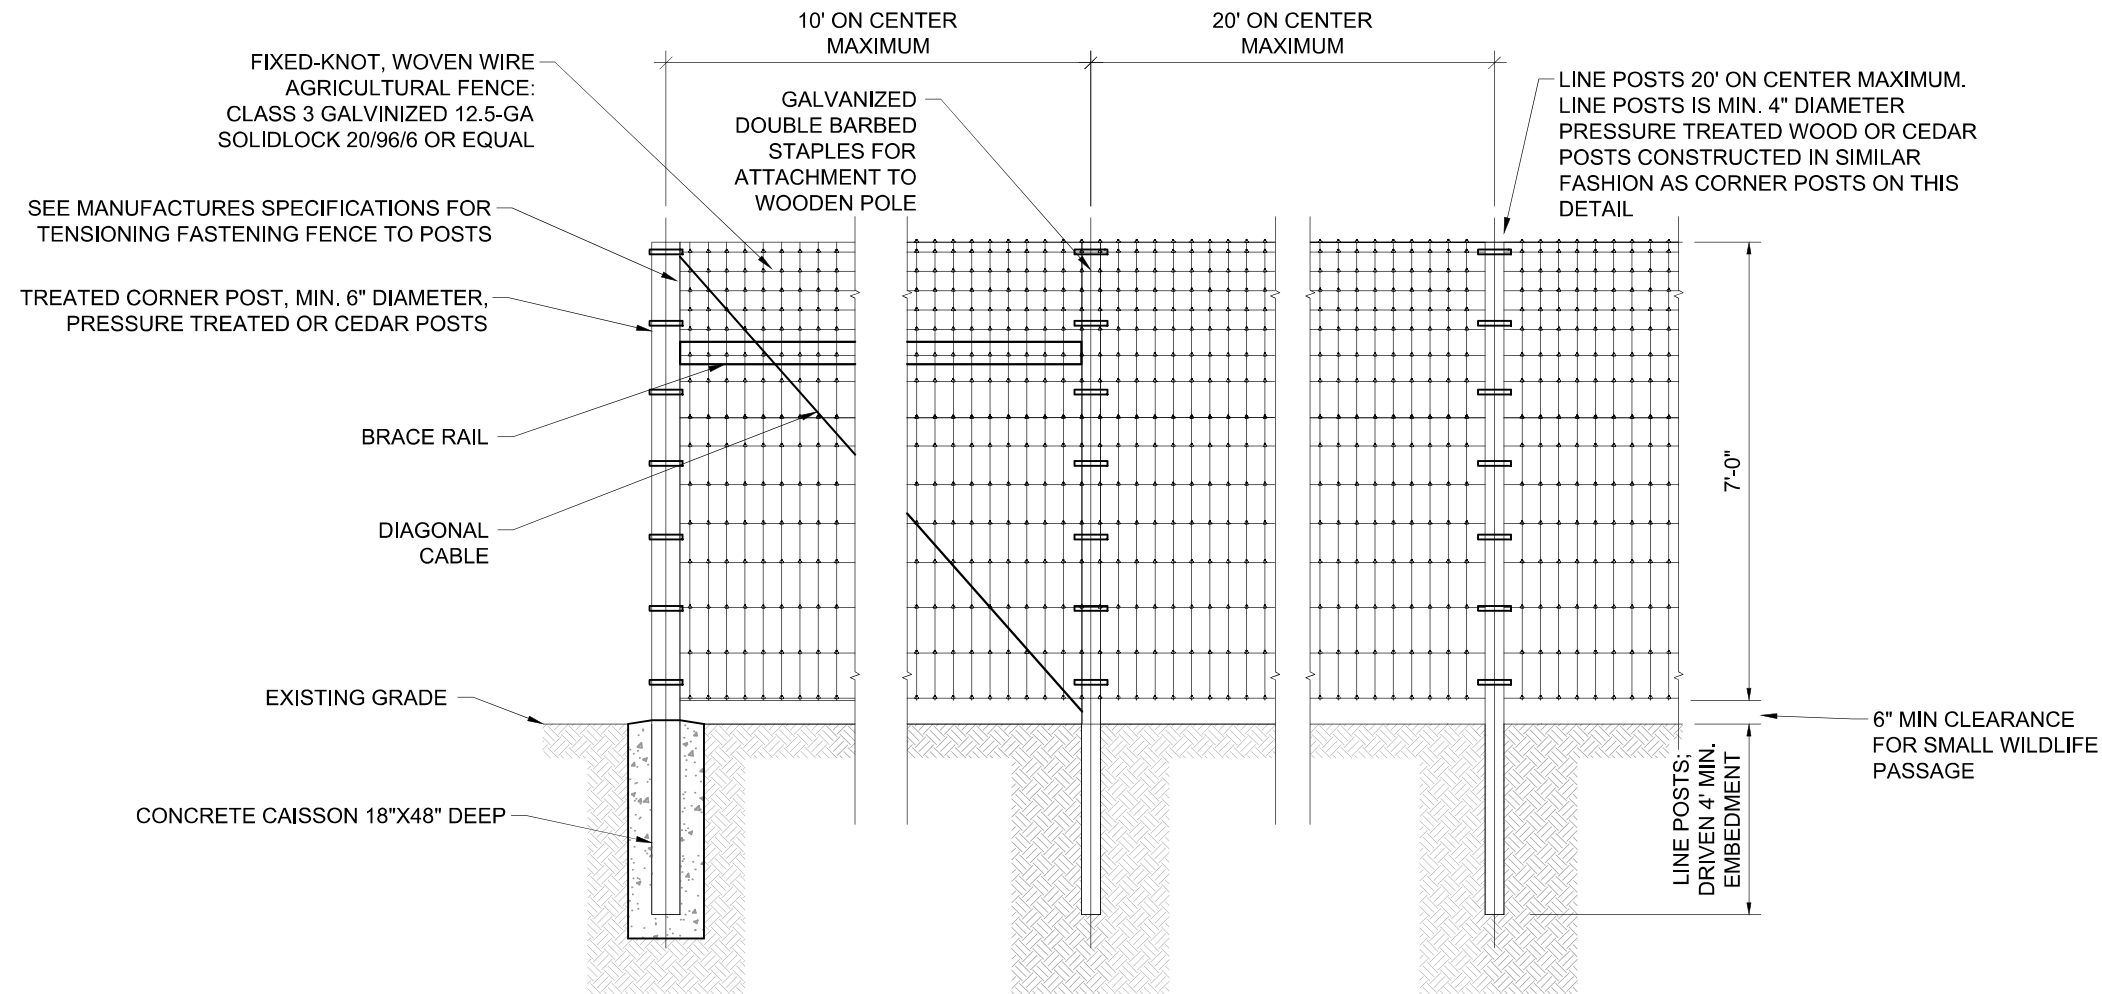 10' ON CENTER
MAXIMUM
20' ON CENTER
MAXIMUM
FIXED-KNOT, WOVEN WIRE
AGRICULTURAL FENCE:
CLASS 3 GALVINIZED 12.5-GA
SOLIDLOCK 20/96/6 OR EQUAL
GALVANIZED
DOUBLE BARBED
STAPLES FOR
ATTACHMENT TO
WOODEN POLE
LINE POSTS 20' ON CENTER MAXIMUM.
LINE POSTS IS MIN. 4" DIAMETER
PRESSURE TREATED WOOD OR CEDAR
POSTS CONSTRUCTED IN SIMILAR
FASHION AS CORNER POSTS ON THIS
DETAIL
SEE MANUFACTURES SPECIFICATIONS FOR
TENSIONING FASTENING FENCE TO POSTS
TREATED CORNER POST, MIN. 6" DIAMETER,
PRESSURE TREATED OR CEDAR POSTS
BRACE RAIL
DIAGONAL
CABLE
7'-0"
EXISTING GRADE
6" MIN CLEARANCE
FOR SMALL WILDLIFE
PASSAGE
LINE POSTS;
DRIVEN 4' MIN.
EMBEDMENT
CONCRETE CAISSON 18"X48" DEEP